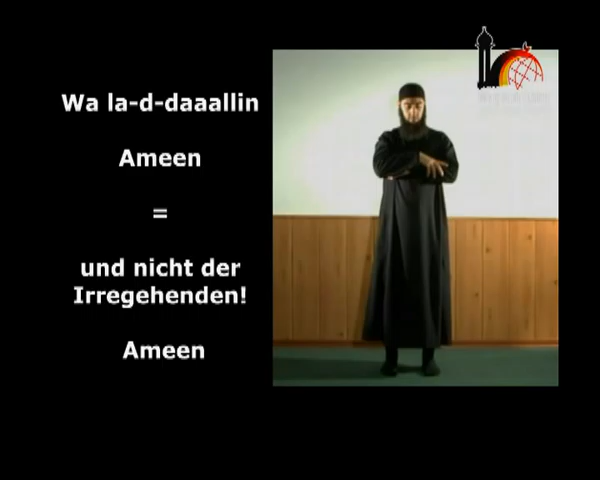 Wa la-d-daaallin
Ameen
=
und nicht der
Irregehenden!
Ameen